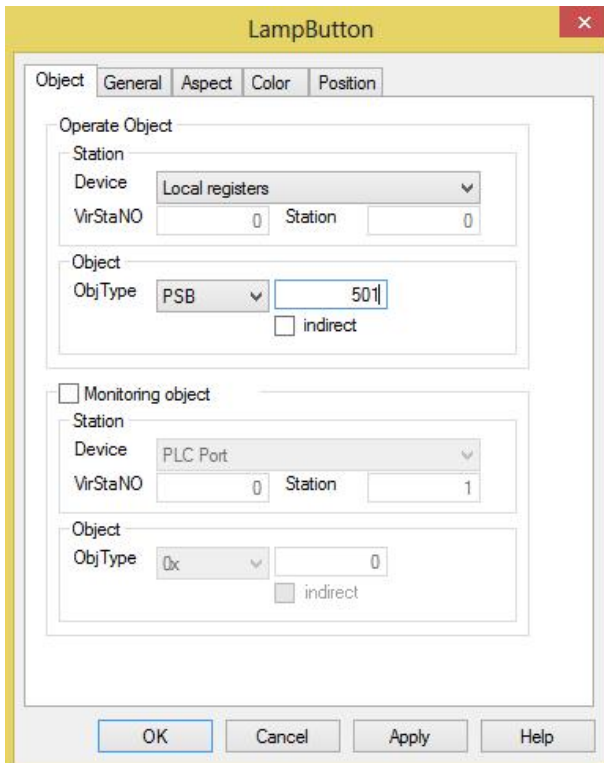 LampButton
Object General Aspect Color Position
Operate Object
Station
Device Local registers
VirStaNO 0 Station 0
Object
ObjType PSB 501
indirect
Monitoring object
Station
Device PLC Port
VirStaNO 0 Station 1
Object
ObjType 0x 0
indirect
OK Cancel Apply Help